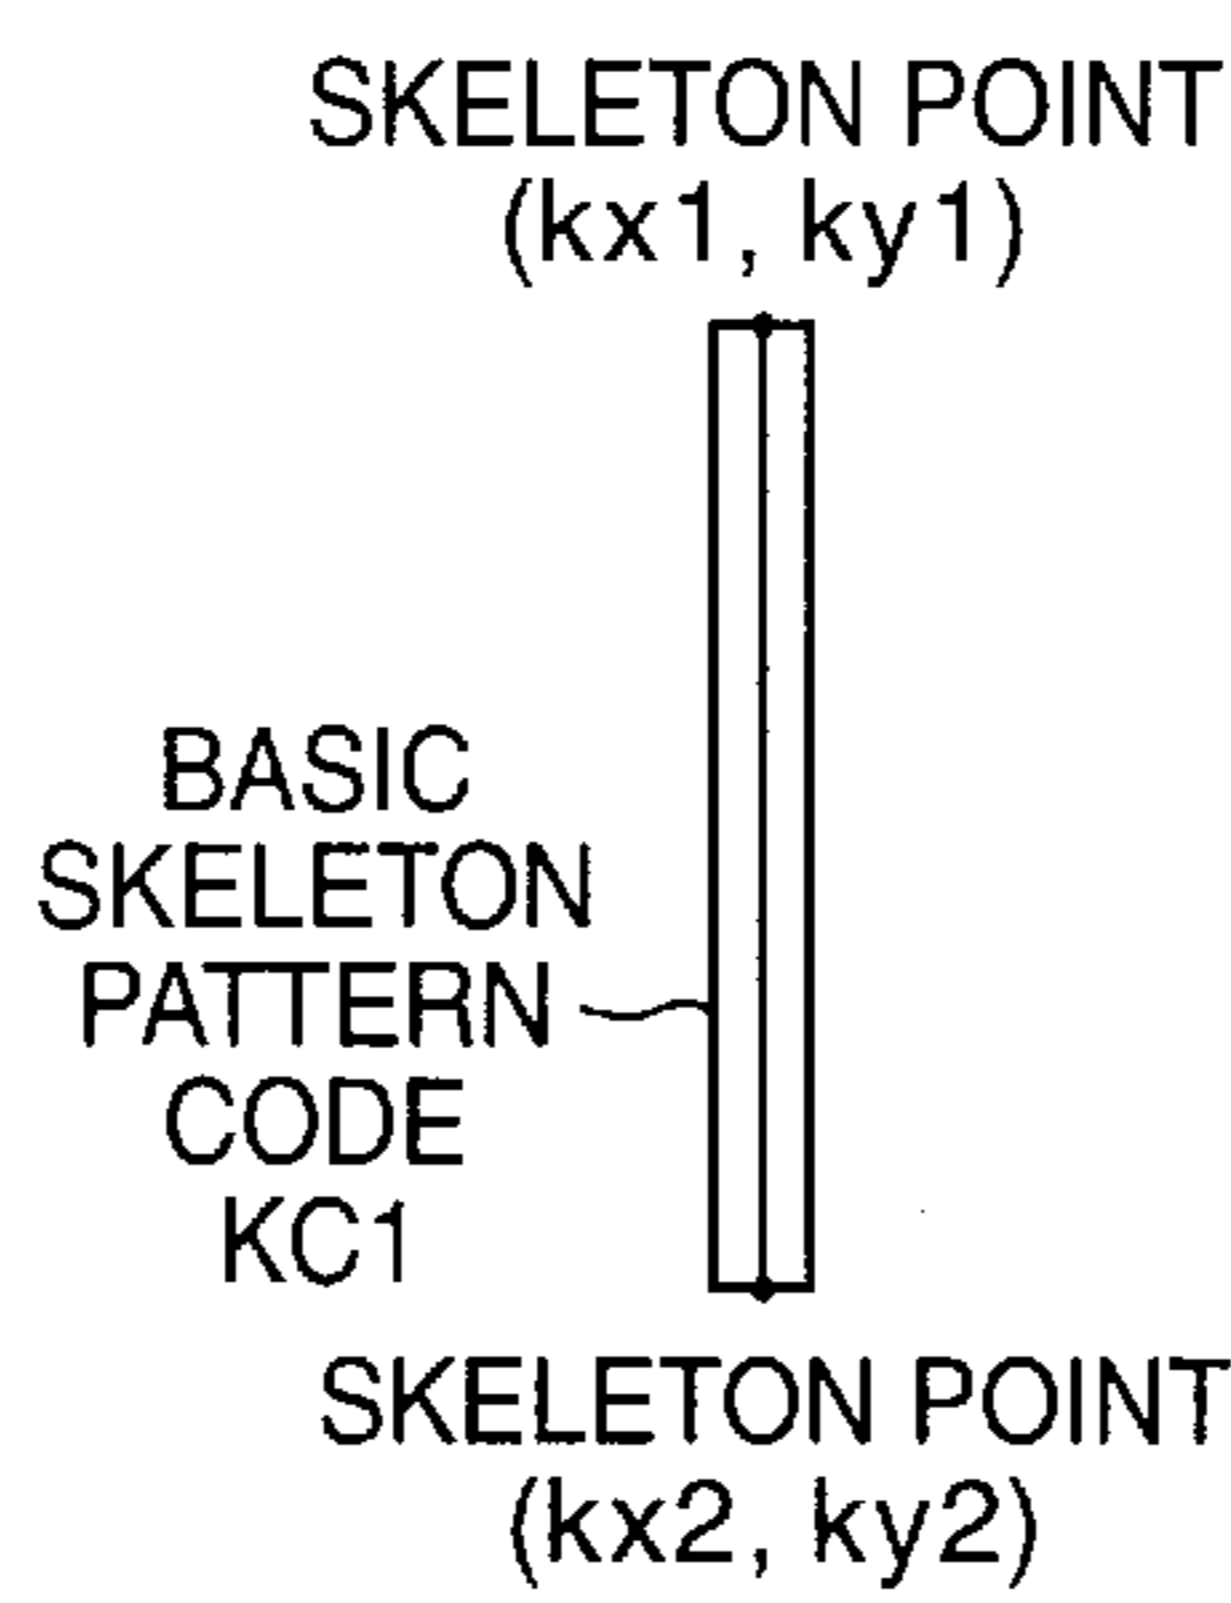 SKELETON POINT
(kx1, ky1)
BASIC
SKELETON
PATTERN
CODE
KC1
SKELETON POINT
(kx2, ky2)